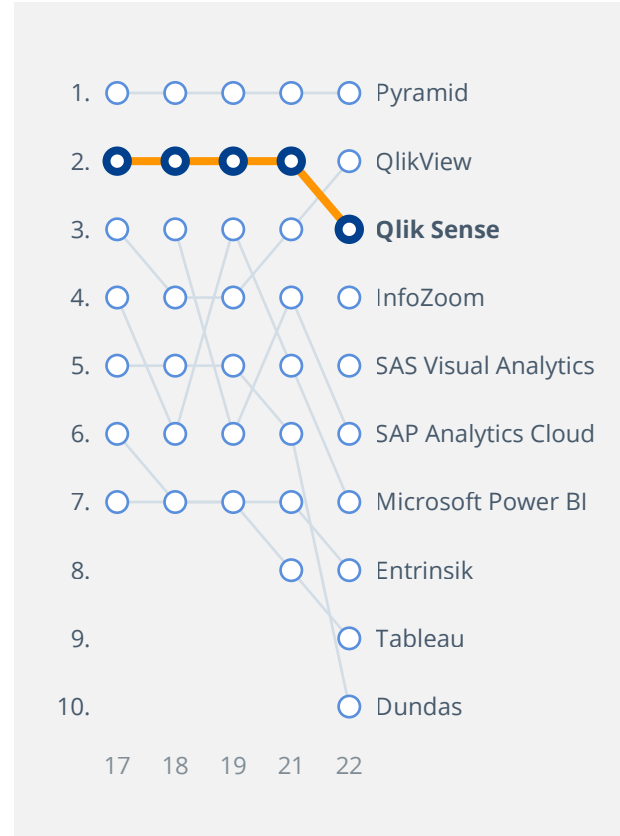 1. Pyramid
2. QlikView
3. Qlik Sense
4. InfoZoom
5. SAS Visual Analytics
6. SAP Analytics Cloud
7. Microsoft Power BI
8. Entrinsik
9. Tableau
10. Dundas
17 18 19 21 22